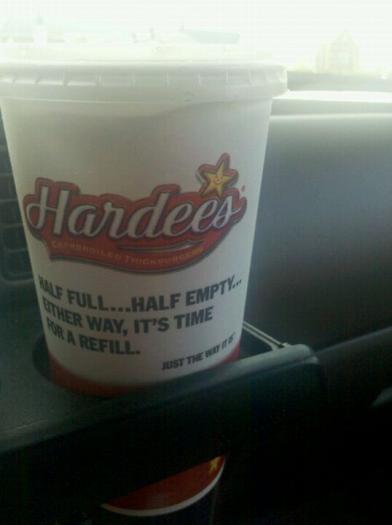 Hardee's
CHARBROILED THICKBURGERS
HALF FULL...HALF EMPTY...
EITHER WAY, IT'S TIME
FOR A REFILL.
JUST THE WAY IT IS